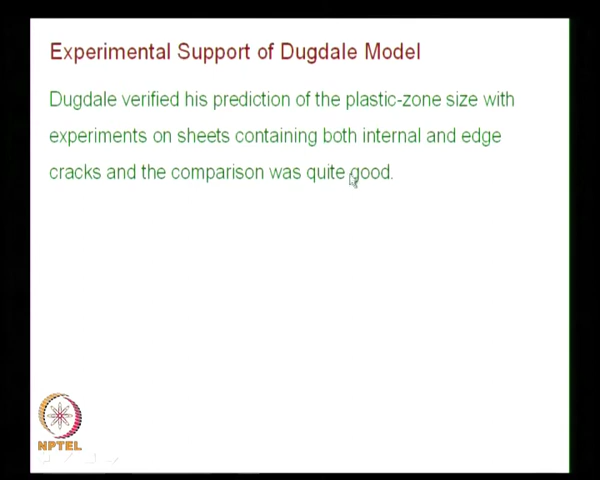 Experimental Support of Dugdale Model
Dugdale verified his prediction of the plastic-zone size with
experiments on sheets containing both internal and edge
cracks and the comparison was quite good.
NPTEL